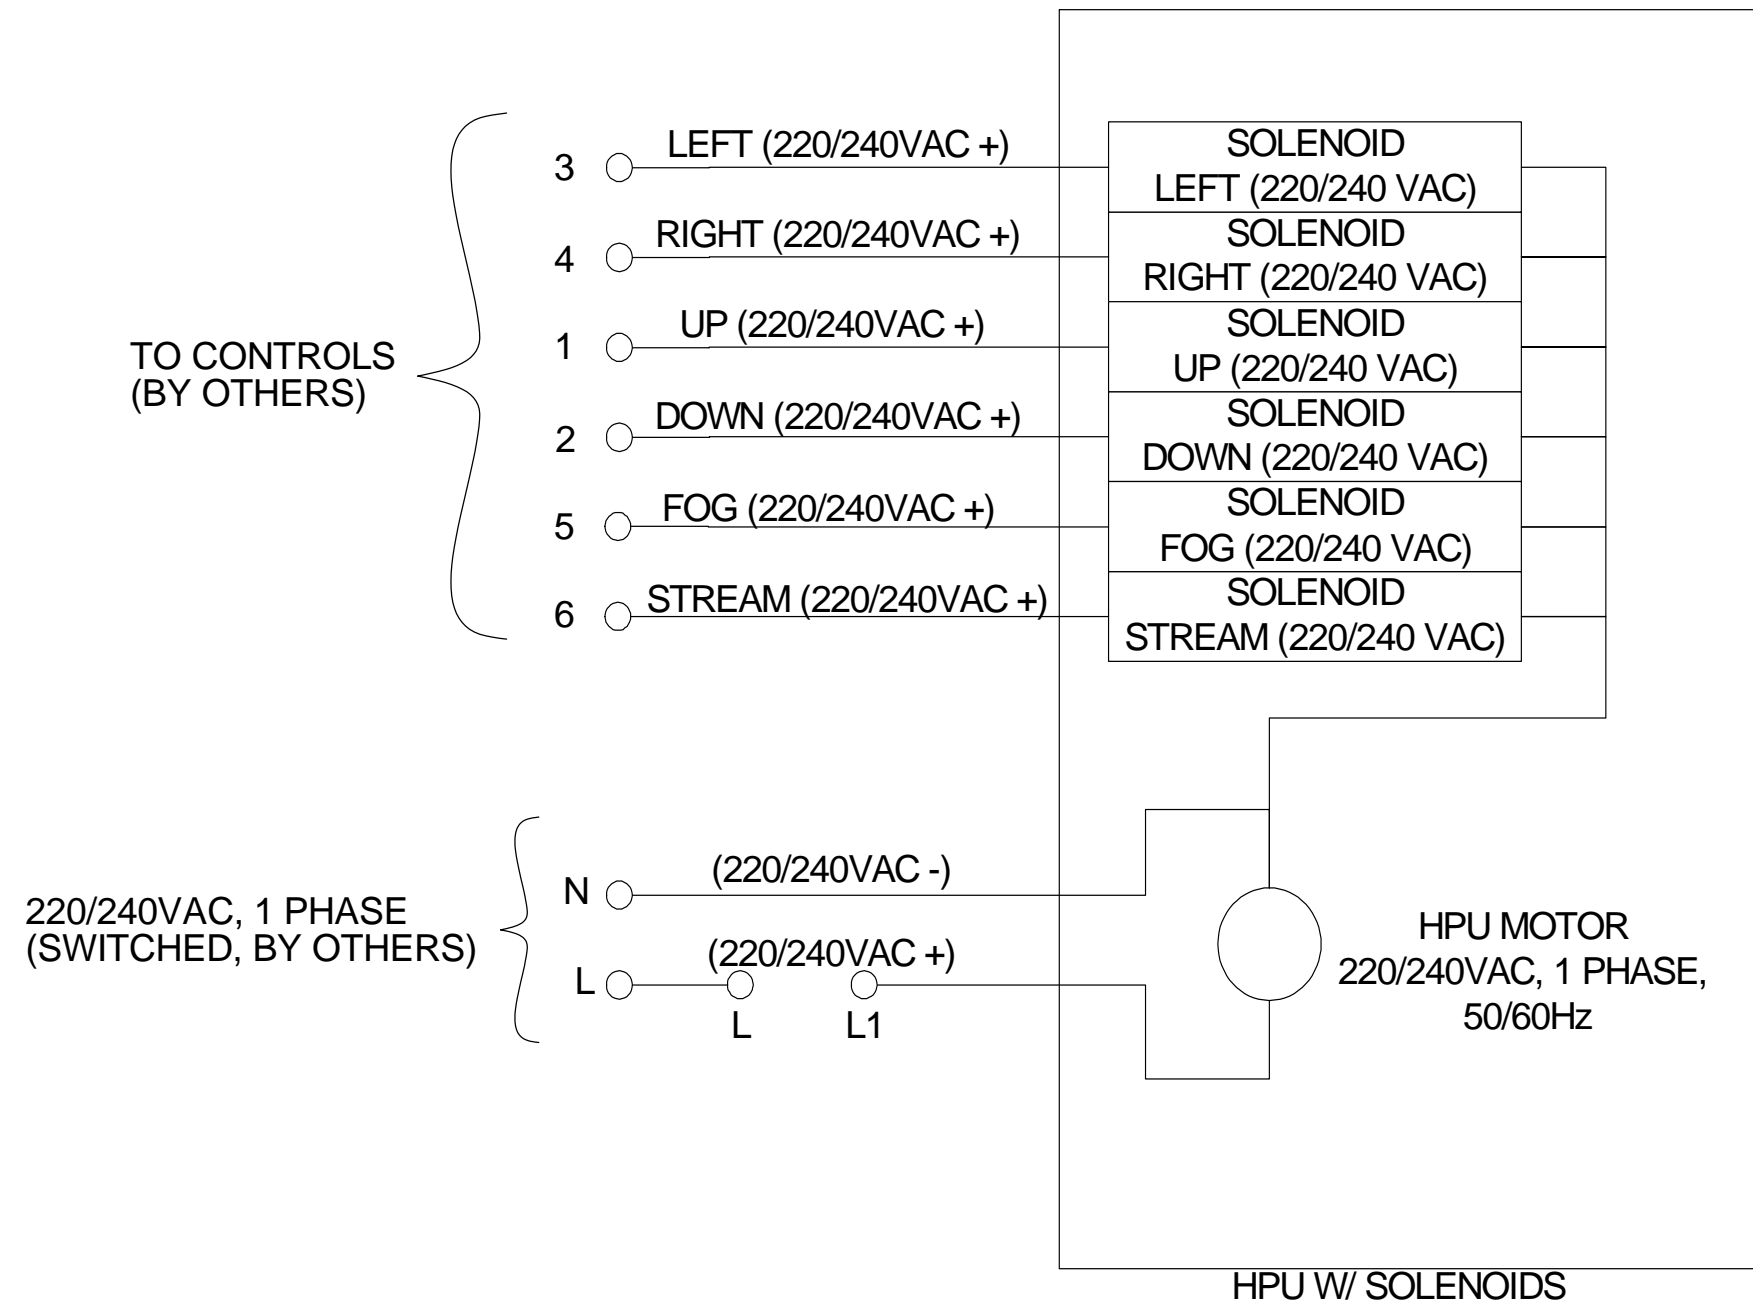 3 LEFT (220/240VAC +)
SOLENOID
LEFT (220/240 VAC)
4 RIGHT (220/240VAC +)
SOLENOID
RIGHT (220/240 VAC)
TO CONTROLS
(BY OTHERS)
1 UP (220/240VAC +)
SOLENOID
UP (220/240 VAC)
2 DOWN (220/240VAC +)
SOLENOID
DOWN (220/240 VAC)
5 FOG (220/240VAC +)
SOLENOID
FOG (220/240 VAC)
6 STREAM (220/240VAC +)
SOLENOID
STREAM (220/240 VAC)
220/240VAC, 1 PHASE
(SWITCHED, BY OTHERS)
N (220/240VAC -)
L (220/240VAC +)
L L1
HPU MOTOR
220/240VAC, 1 PHASE,
50/60Hz
HPU W/ SOLENOIDS